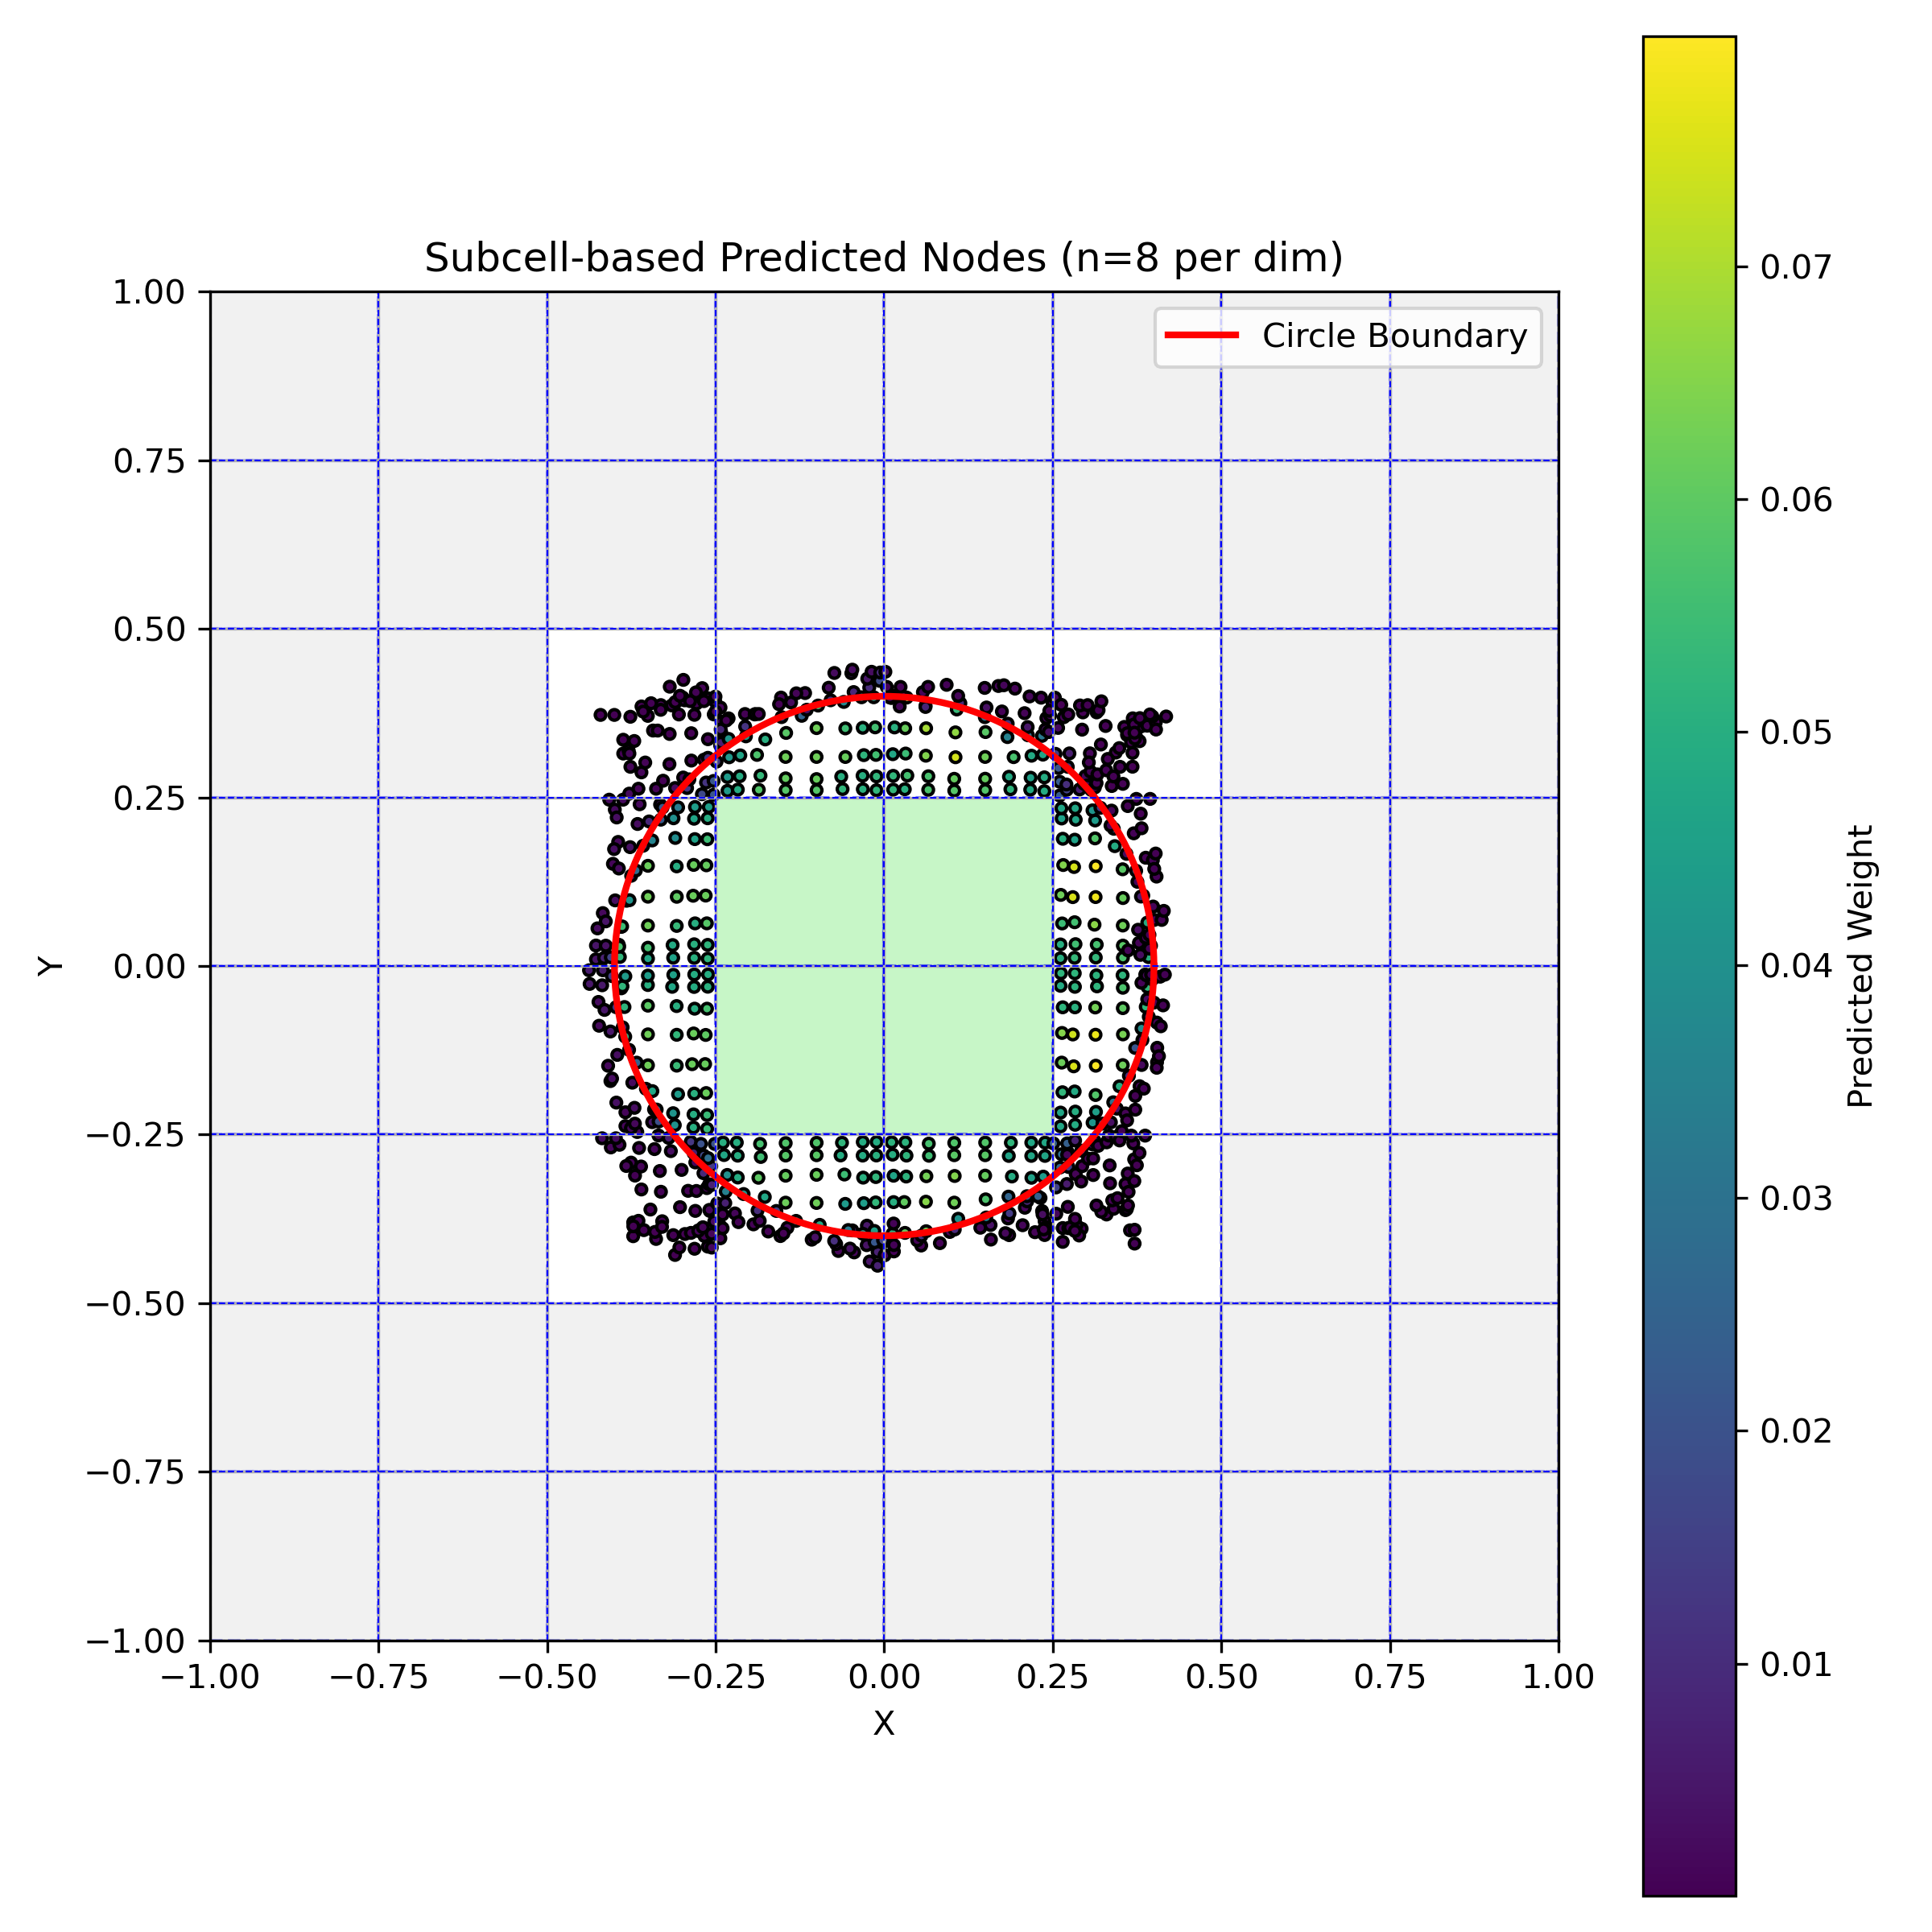 Subcell-based Predicted Nodes (n=8 per dim)
Circle Boundary
1.00
0.75
0.50
0.25
0.00
−0.25
−0.50
−0.75
−1.00
Y
−1.00 −0.75 −0.50 −0.25 0.00 0.25 0.50 0.75 1.00
X
0.07
0.06
0.05
0.04
0.03
0.02
0.01
Predicted Weight